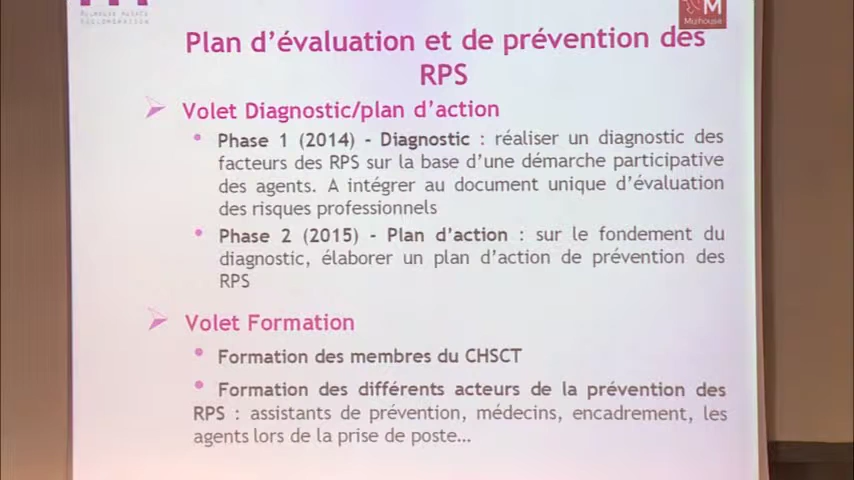 MULHOUSE ALSACE
AGGLOMÉRATION
M
Mulhouse
Plan d'évaluation et de prévention des
RPS
Volet Diagnostic/plan d'action
Phase 1 (2014) - Diagnostic : réaliser un diagnostic des
facteurs des RPS sur la base d'une démarche participative
des agents. A intégrer au document unique d'évaluation
des risques professionnels
Phase 2 (2015) - Plan d'action : sur le fondement du
diagnostic, élaborer un plan d'action de prévention des
RPS
Volet Formation
Formation des membres du CHSCT
Formation des différents acteurs de la prévention des
RPS : assistants de prévention, médecins, encadrement, les
agents lors de la prise de poste...